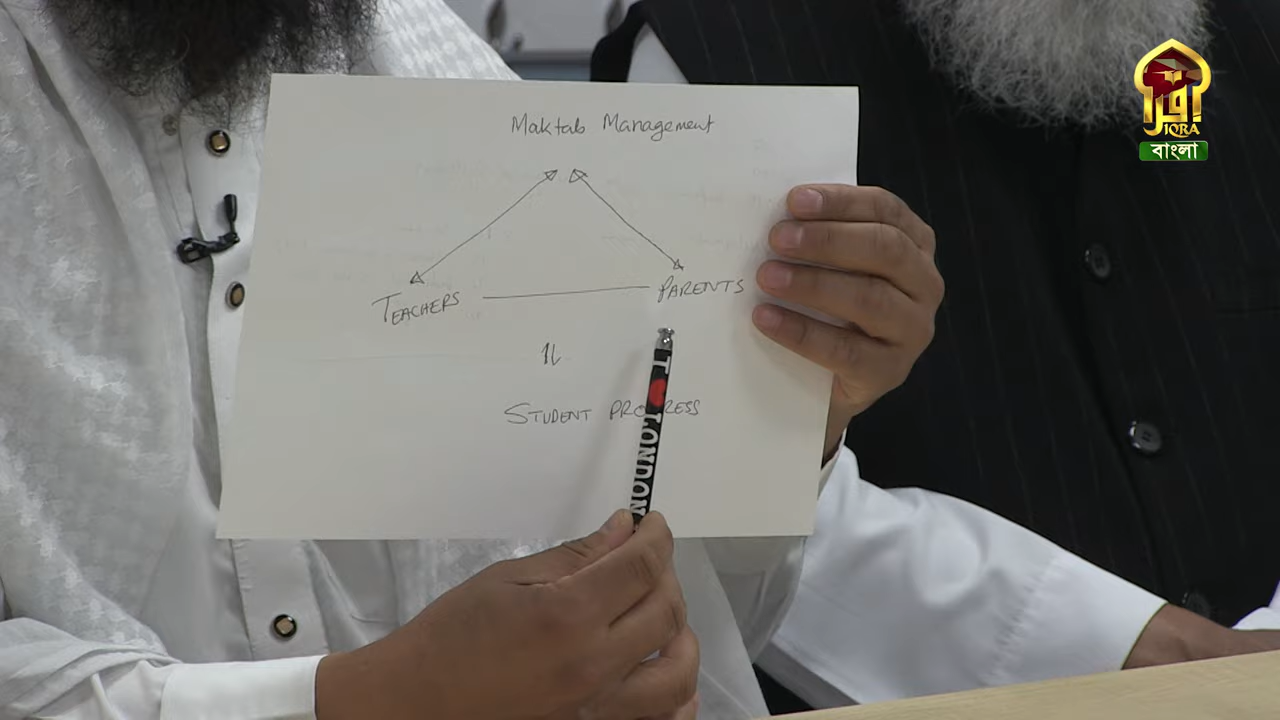 Maktab Management
TEACHERS
PARENTS
STUDENT PROGRESS
LONDON
IQRA
বাংলা